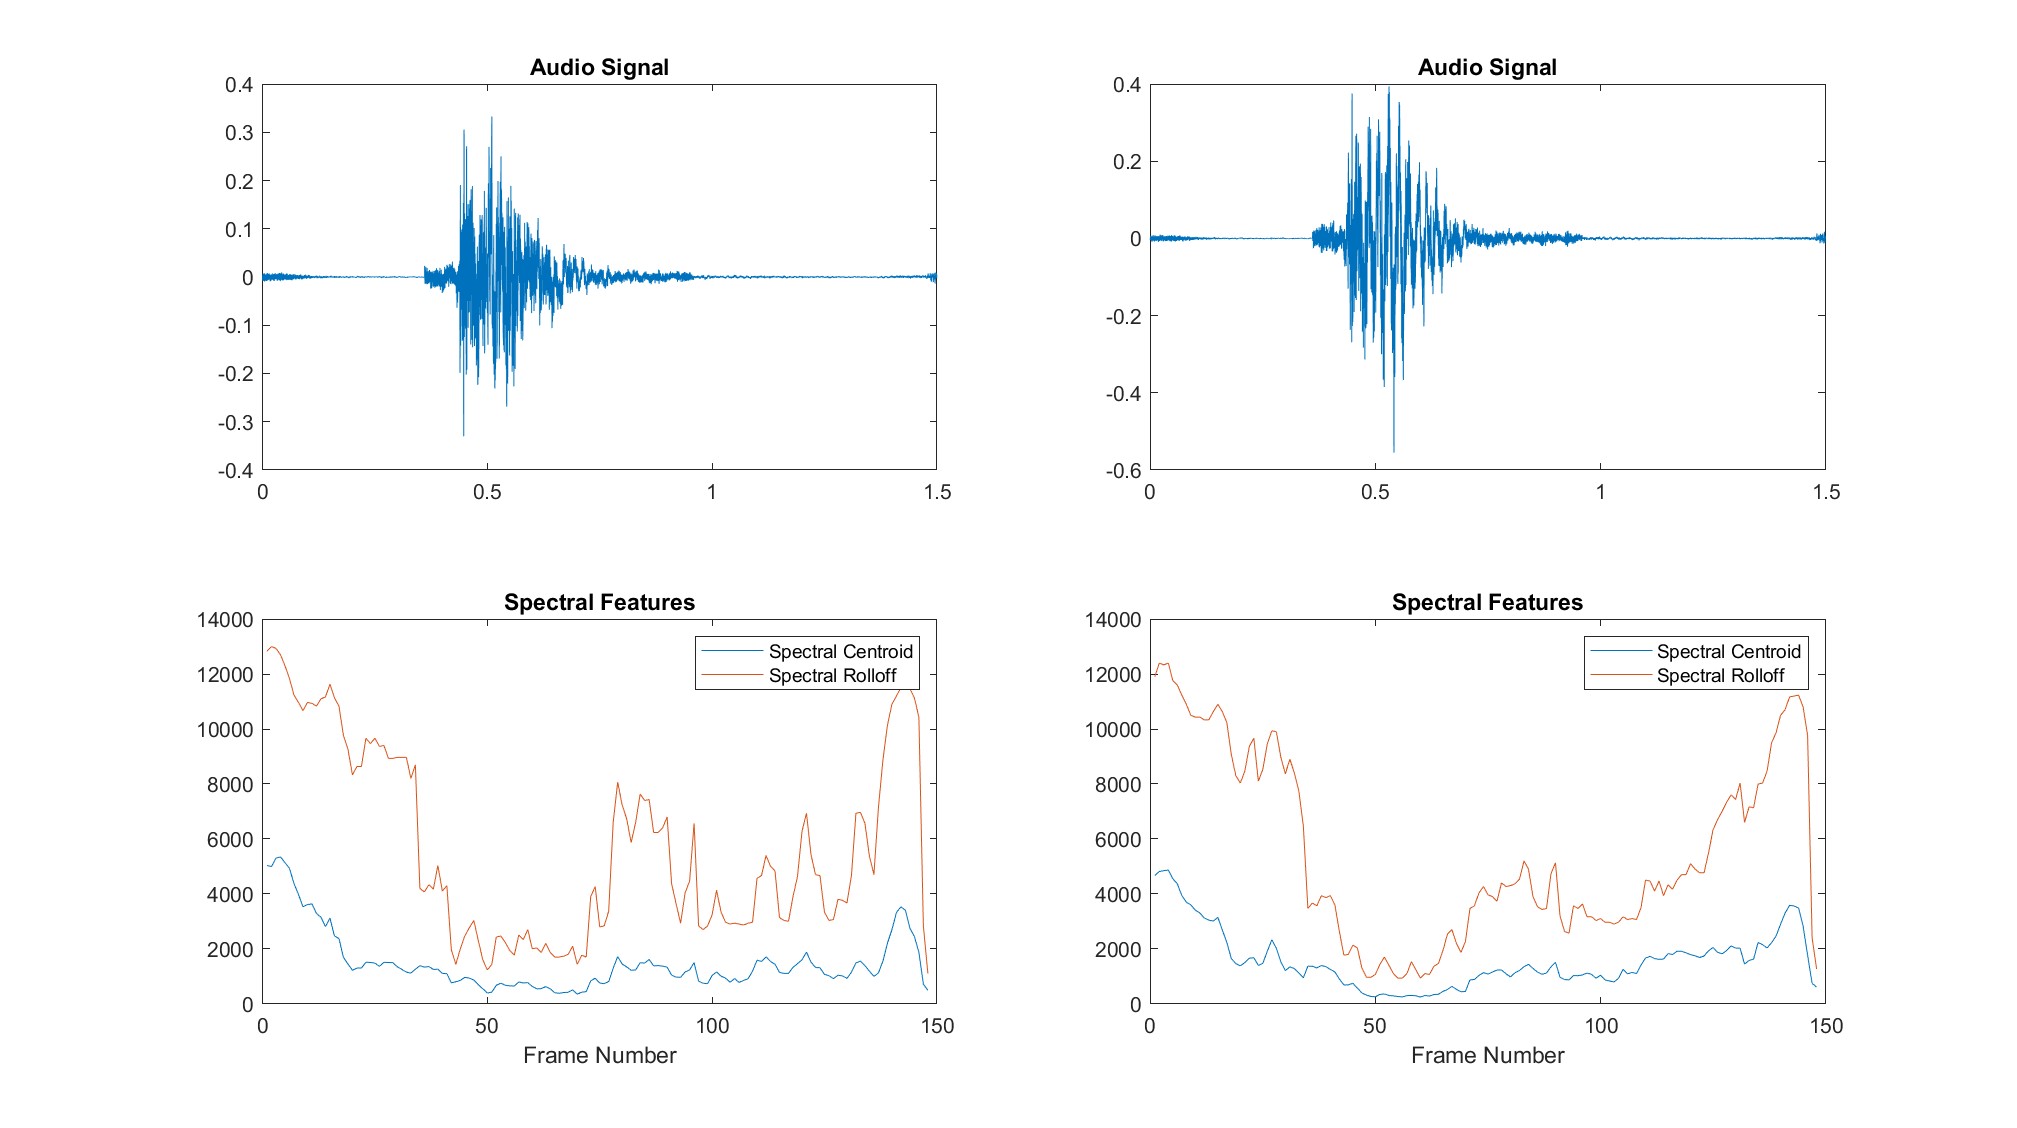 Audio Signal
0.4
0.3
0.2
0.1
0
-0.1
-0.2
-0.3
-0.4
0 0.5 1 1.5
Audio Signal
0.4
0.2
0
-0.2
-0.4
-0.6
0 0.5 1 1.5
Spectral Features
14000
12000
10000
8000
6000
4000
2000
0
Spectral Centroid
Spectral Rolloff
0 50 100 150
Frame Number
Spectral Features
14000
12000
10000
8000
6000
4000
2000
0
Spectral Centroid
Spectral Rolloff
0 50 100 150
Frame Number